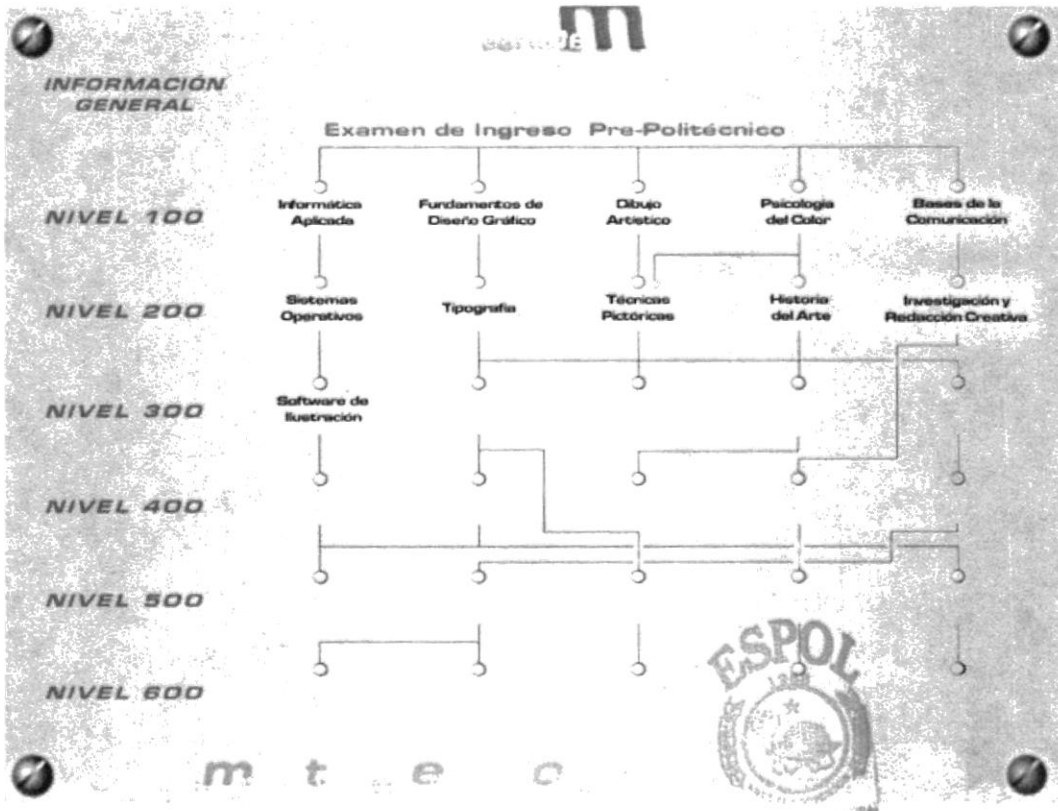 m
INFORMACIÓN
GENERAL
Examen de Ingreso Pre-Politécnico
NIVEL 100
Informática
Aplicada
Fundamentos de
Diseño Gráfico
Dibujo
Artístico
Psicología
del Color
Bases de la
Comunicación
NIVEL 200
Sistemas
Operativos
Tipografía
Técnicas
Pictóricas
Historia
del Arte
Investigación y
Redacción Creativa
NIVEL 300
Software de
Ilustración
NIVEL 400
NIVEL 500
NIVEL 600
ESPOL
m t e c